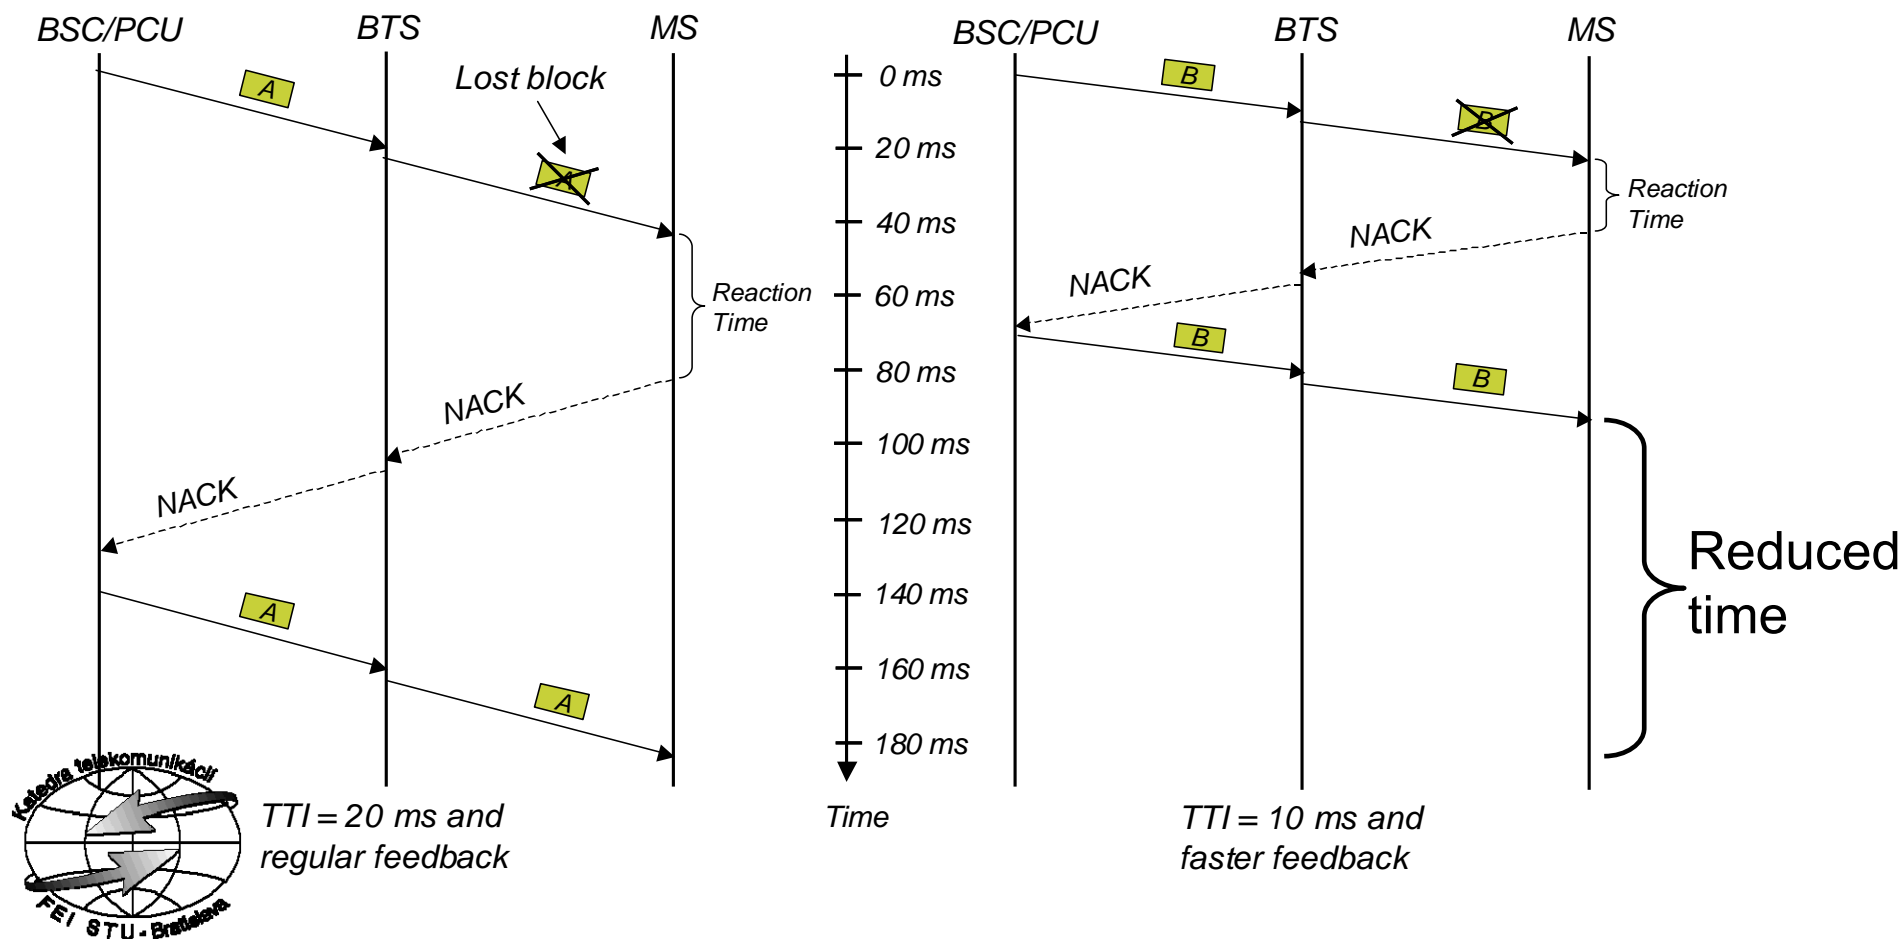 BSC/PCU
BTS
MS
A
Lost block
A
Reaction
Time
NACK
NACK
A
A
TTI = 20 ms and
regular feedback
0 ms
20 ms
40 ms
60 ms
80 ms
100 ms
120 ms
140 ms
160 ms
180 ms
Time
BSC/PCU
BTS
MS
B
B
Reaction
Time
NACK
NACK
B
B
Reduced
time
TTI = 10 ms and
faster feedback
Katedra telekomunikácií
FEI STU - Bratislava